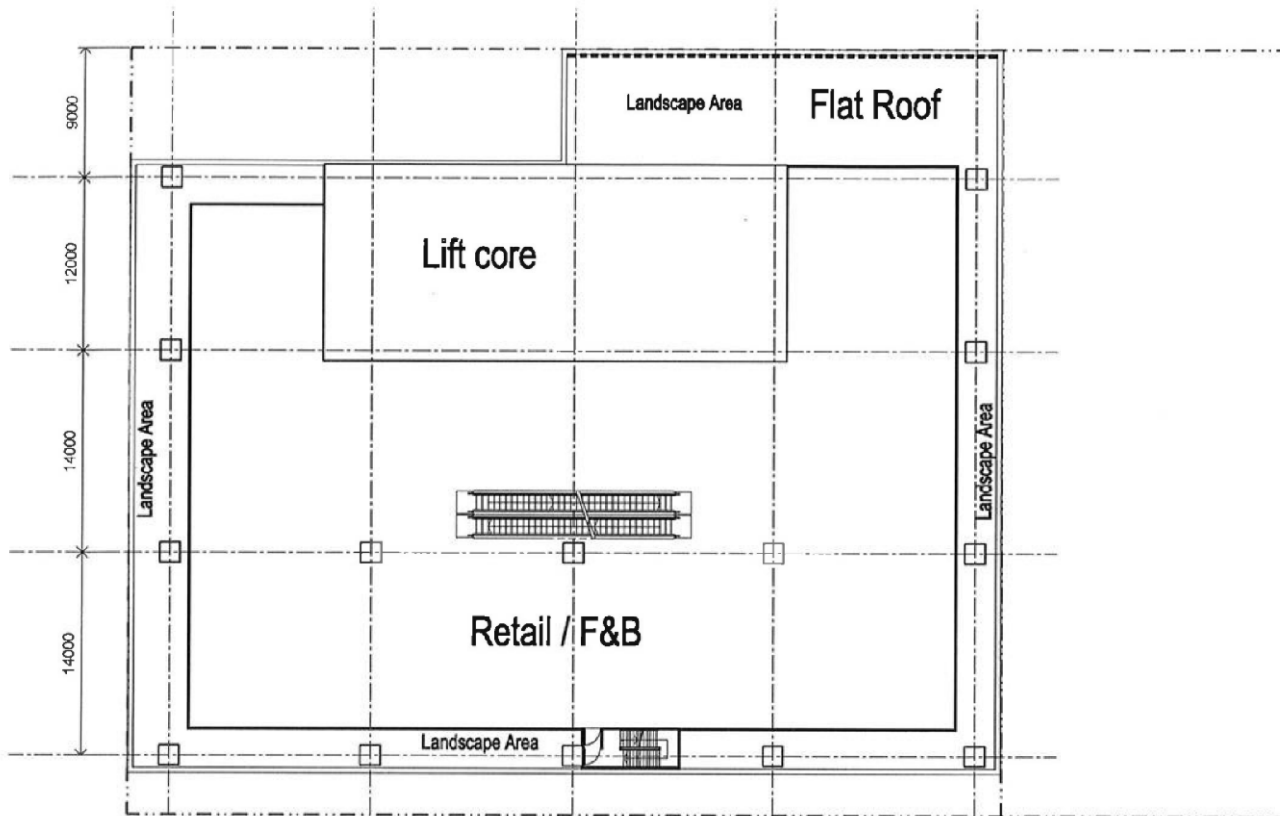 9000
Landscape Area
Flat Roof
12000
Lift core
14000
Landscape Area
Landscape Area
14000
Retail / F&B
Landscape Area